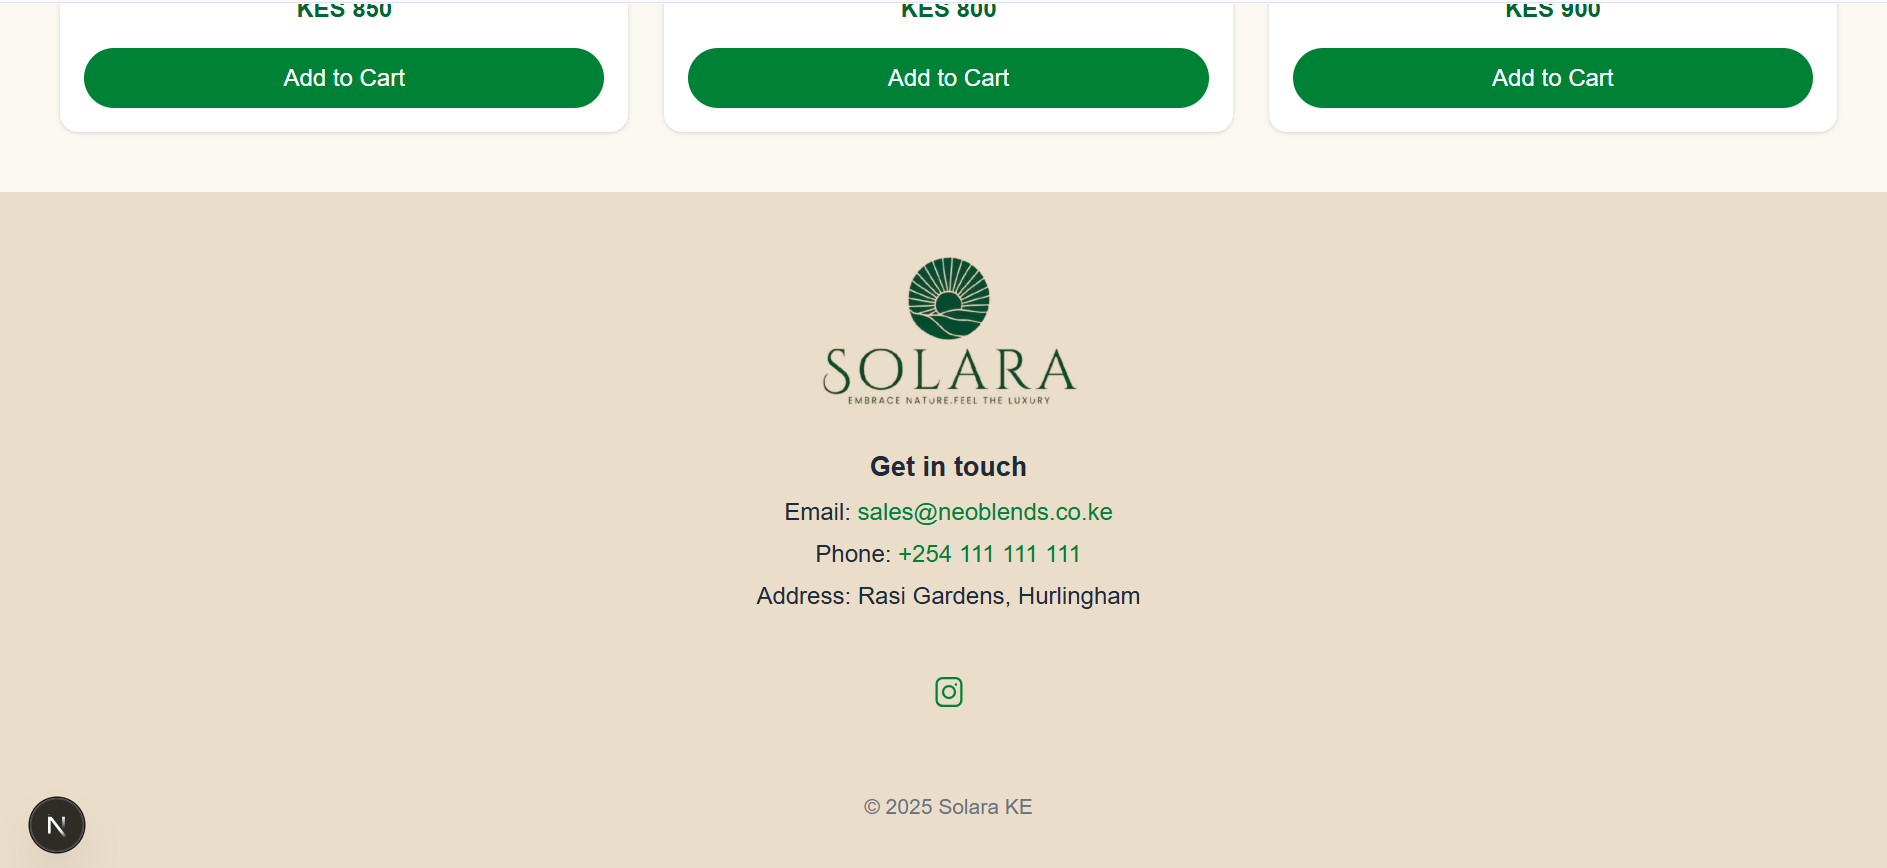 KES 850 KES 800 KES 900
Add to Cart Add to Cart Add to Cart
SOLARA
EMBRACE NATURE.FEEL THE LUXURY
Get in touch
Email: sales@neoblends.co.ke
Phone: +254 111 111 111
Address: Rasi Gardens, Hurlingham
© 2025 Solara KE
N